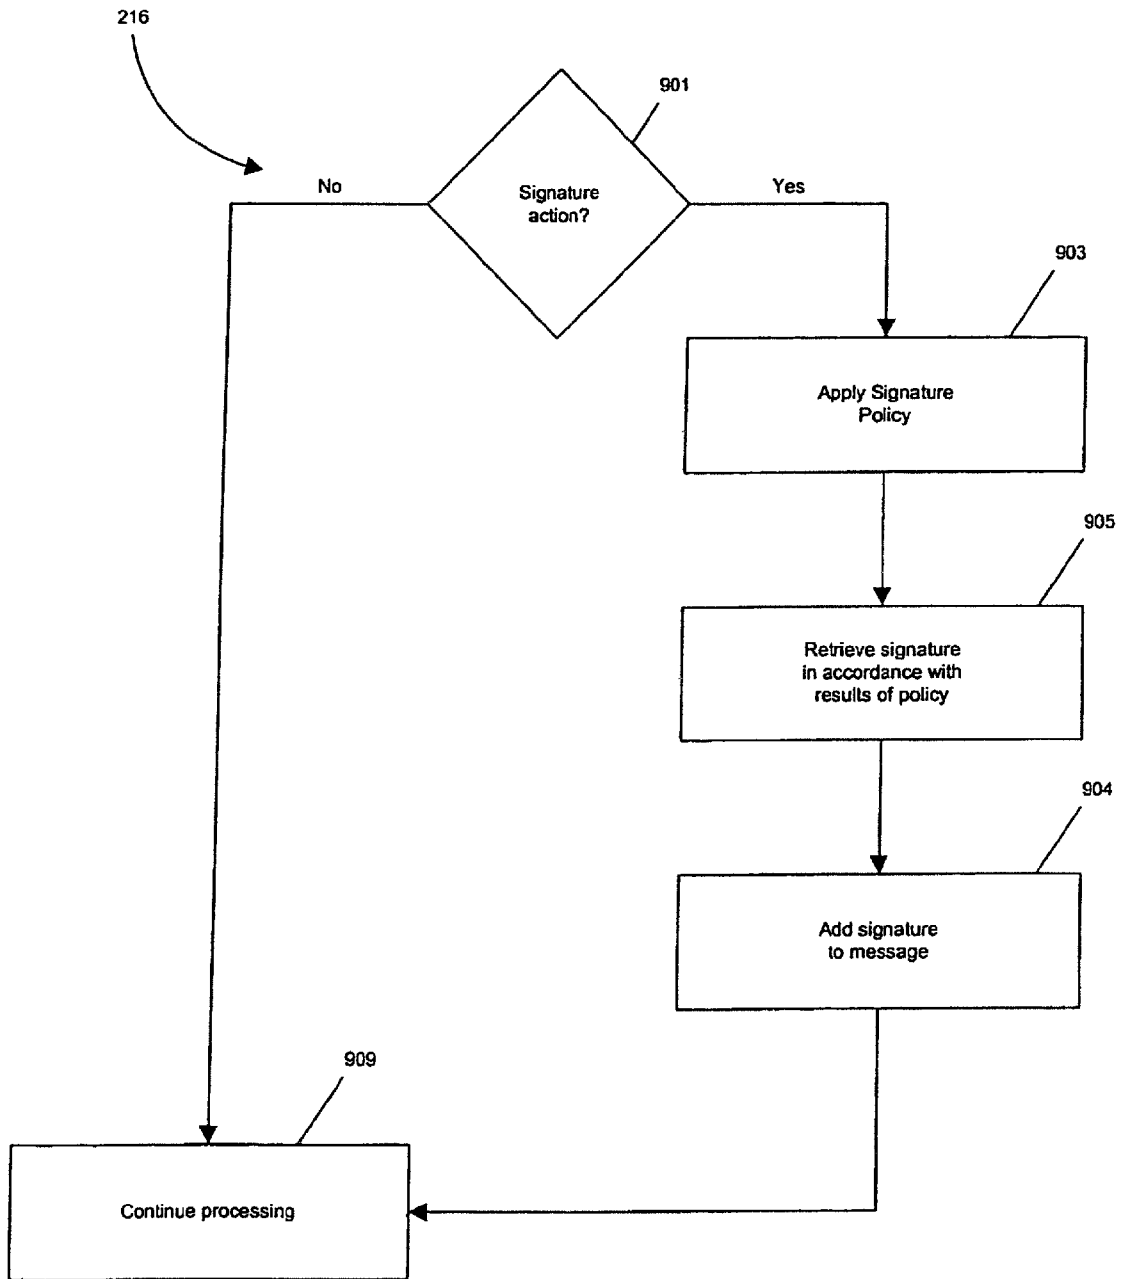 216
901
No
Signature
action?
Yes
903
Apply Signature
Policy
905
Retrieve signature
in accordance with
results of policy
904
Add signature
to message
909
Continue processing